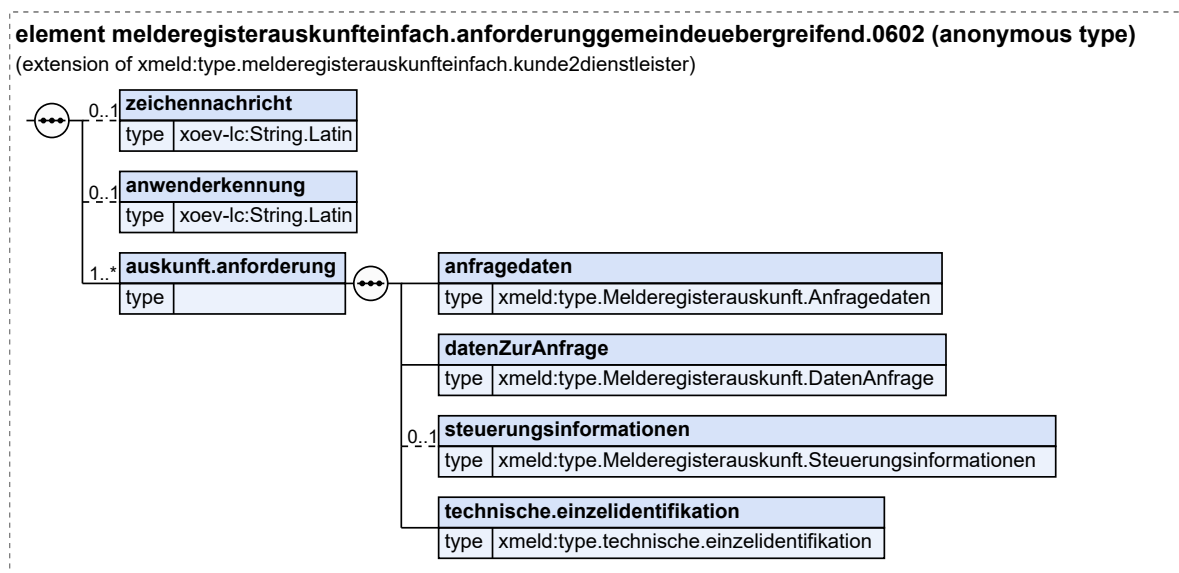 element melderegisterauskunfteinfach.anforderunggemeindeuebergreifend.0602 (anonymous type)
(extension of xmeld:type.melderegisterauskunfteinfach.kunde2dienstleister)
0..1 zeichennachricht
type xoev-lc:String.Latin
0..1 anwenderkennung
type xoev-lc:String.Latin
1..* auskunft.anforderung
type
anfragedaten
type xmeld:type.Melderegisterauskunft.Anfragedaten
datenZurAnfrage
type xmeld:type.Melderegisterauskunft.DatenAnfrage
0..1 steuerungsinformationen
type xmeld:type.Melderegisterauskunft.Steuerungsinformationen
technische.einzelidentifikation
type xmeld:type.technische.einzelidentifikation